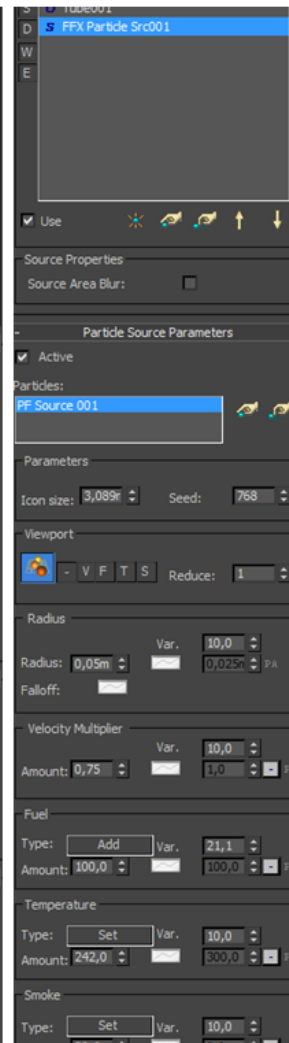 S Tube001
D S FFX Particle Src001
W
E
Use
Source Properties
Source Area Blur:
- Particle Source Parameters
Active
Particles:
PF Source 001
Parameters
Icon size: 3,089r Seed: 768
Viewport
- V F T S Reduce: 1
Radius
Var. 10,0
Radius: 0,05m 0,025n PA
Falloff:
Velocity Multiplier
Var. 10,0
Amount: 0,75 1,0 -
Fuel
Type: Add Var. 21,1
Amount: 100,0 100,0 -
Temperature
Type: Set Var. 10,0
Amount: 242,0 300,0 -
Smoke
Type: Set Var. 10,0